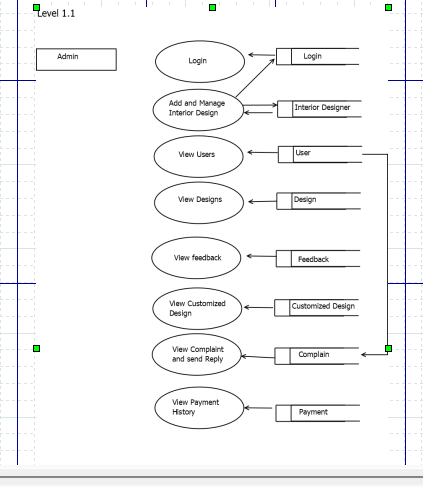 Level 1.1
Admin
Login
Login
Add and Manage
Interior Design
Interior Designer
View Users
User
View Designs
Design
View feedback
Feedback
View Customized
Design
Customized Design
View Complaint
and send Reply
Complain
View Payment
History
Payment